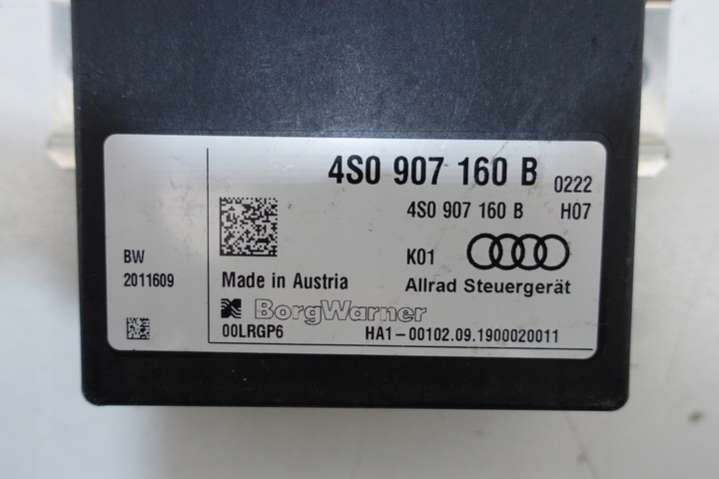 4S0 907 160 B 0222
4S0 907 160 B H07
BW
2011609
K01
Made in Austria
Allrad Steuergerät
BorgWarner
00LRGP6
HA1-00102.09.1900020011